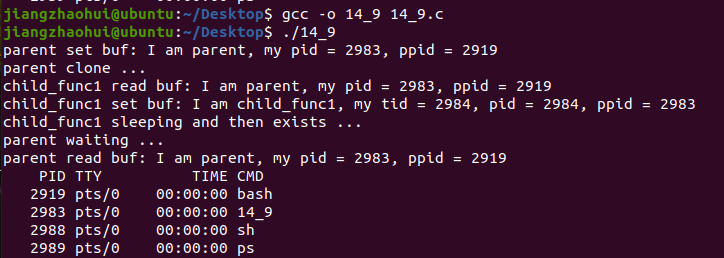 jiangzhaohui@ubuntu:~/Desktop$ gcc -o 14_9 14_9.c
jiangzhaohui@ubuntu:~/Desktop$ ./14_9
parent set buf: I am parent, my pid = 2983, ppid = 2919
parent clone ...
child_func1 read buf: I am parent, my pid = 2983, ppid = 2919
child_func1 set buf: I am child_func1, my tid = 2984, pid = 2984, ppid = 2983
child_func1 sleeping and then exists ...
parent waiting ...
parent read buf: I am parent, my pid = 2983, ppid = 2919
PID TTY TIME CMD
2919 pts/0 00:00:00 bash
2983 pts/0 00:00:00 14_9
2988 pts/0 00:00:00 sh
2989 pts/0 00:00:00 ps